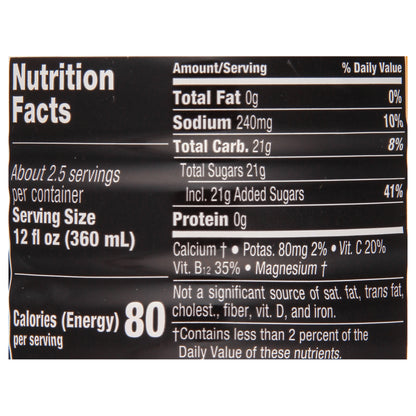 Nutrition
Facts
About 2.5 servings
per container
Serving Size
12 fl oz (360 mL)
Calories (Energy) 80
per serving
Amount/Serving % Daily Value
Total Fat 0g 0%
Sodium 240mg 10%
Total Carb. 21g 8%
Total Sugars 21g
Incl. 21g Added Sugars 41%
Protein 0g
Calcium † • Potas. 80mg 2% • Vit. C 20%
Vit. B12 35% • Magnesium †
Not a significant source of sat. fat, trans fat,
cholest., fiber, vit. D, and iron.
†Contains less than 2 percent of the
Daily Value of these nutrients.